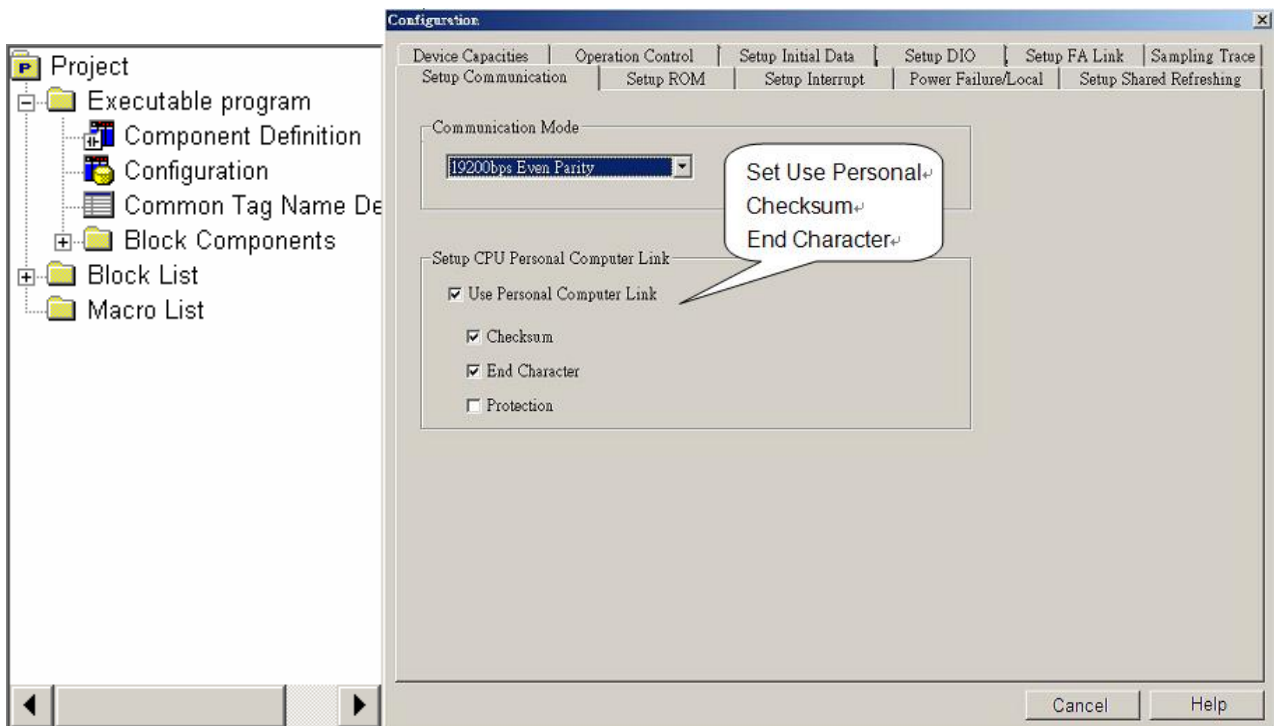 Project
Executable program
Component Definition
Configuration
Common Tag Name De
Block Components
Block List
Macro List
Configuration
Device Capacities
Operation Control
Setup Initial Data
Setup DIO
Setup FA Link
Sampling Trace
Setup Communication
Setup ROM
Setup Interrupt
Power Failure/Local
Setup Shared Refreshing
Communication Mode
19200bps Even Parity
Set Use Personal
Checksum
End Character
Setup CPU Personal Computer Link
Use Personal Computer Link
Checksum
End Character
Protection
Cancel
Help